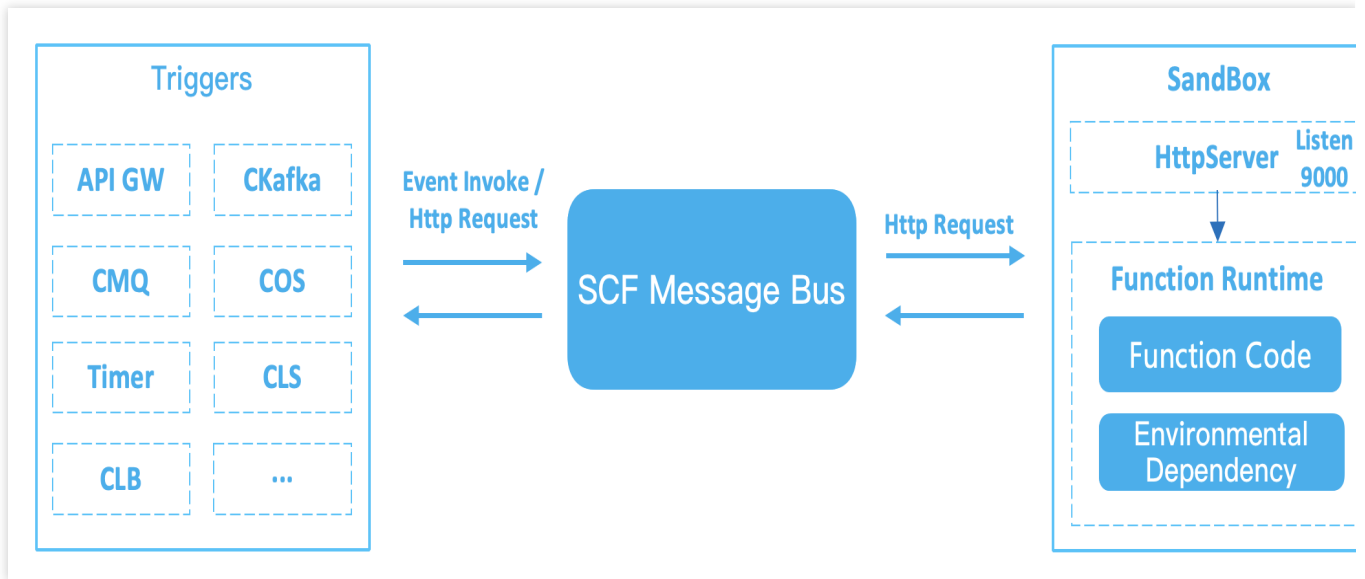 Triggers
API GW
CKafka
CMQ
COS
Timer
CLS
CLB
...
Event Invoke /
Http Request
SCF Message Bus
Http Request
SandBox
HttpServer
Listen
9000
Function Runtime
Function Code
Environmental
Dependency